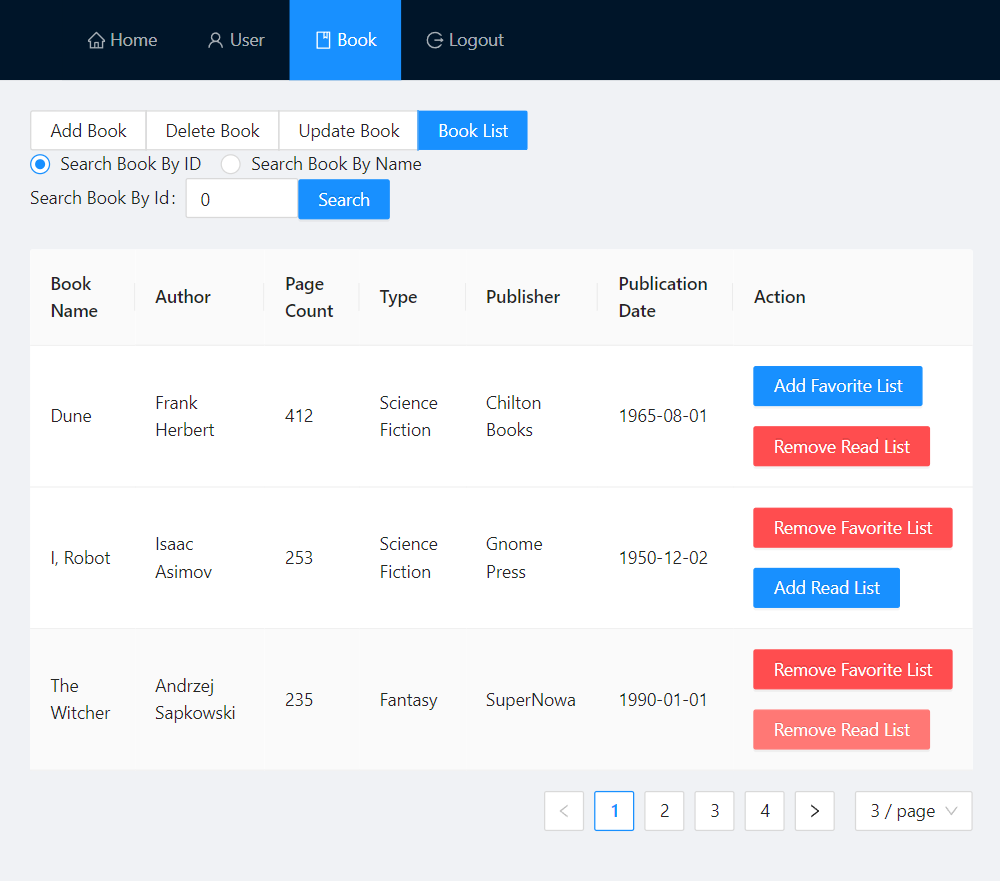 Home User Book Logout
Add Book Delete Book Update Book Book List
Search Book By ID Search Book By Name
Search Book By Id: 0 Search
Book Name Author Page Count Type Publisher Publication Date Action
Dune Frank Herbert 412 Science Fiction Chilton Books 1965-08-01 Add Favorite List
Remove Read List
I, Robot Isaac Asimov 253 Science Fiction Gnome Press 1950-12-02 Remove Favorite List
Add Read List
The Witcher Andrzej Sapkowski 235 Fantasy SuperNowa 1990-01-01 Remove Favorite List
Remove Read List
< 1 2 3 4 > 3 / page